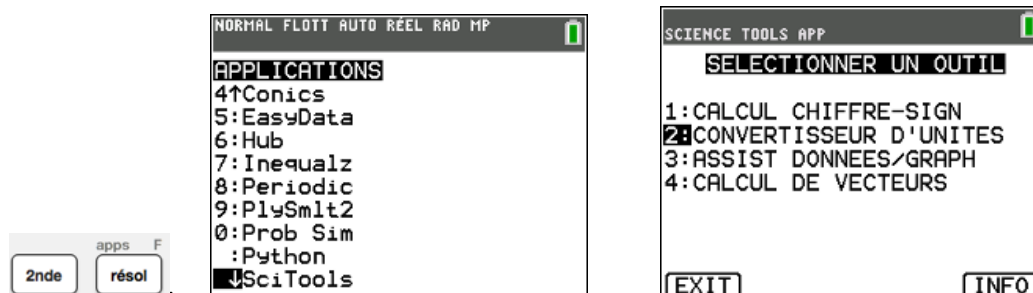 apps F
2nde résol .
NORMAL FLOTT AUTO RÉEL RAD MP
APPLICATIONS
4↑Conics
5:EasyData
6:Hub
7:Inequalz
8:Periodic
9:PlySmlt2
0:Prob Sim
:Python
↓SciTools
SCIENCE TOOLS APP
SELECTIONNER UN OUTIL
1:CALCUL CHIFFRE-SIGN
2:CONVERTISSEUR D'UNITES
3:ASSIST DONNEES/GRAPH
4:CALCUL DE VECTEURS
EXIT INFO